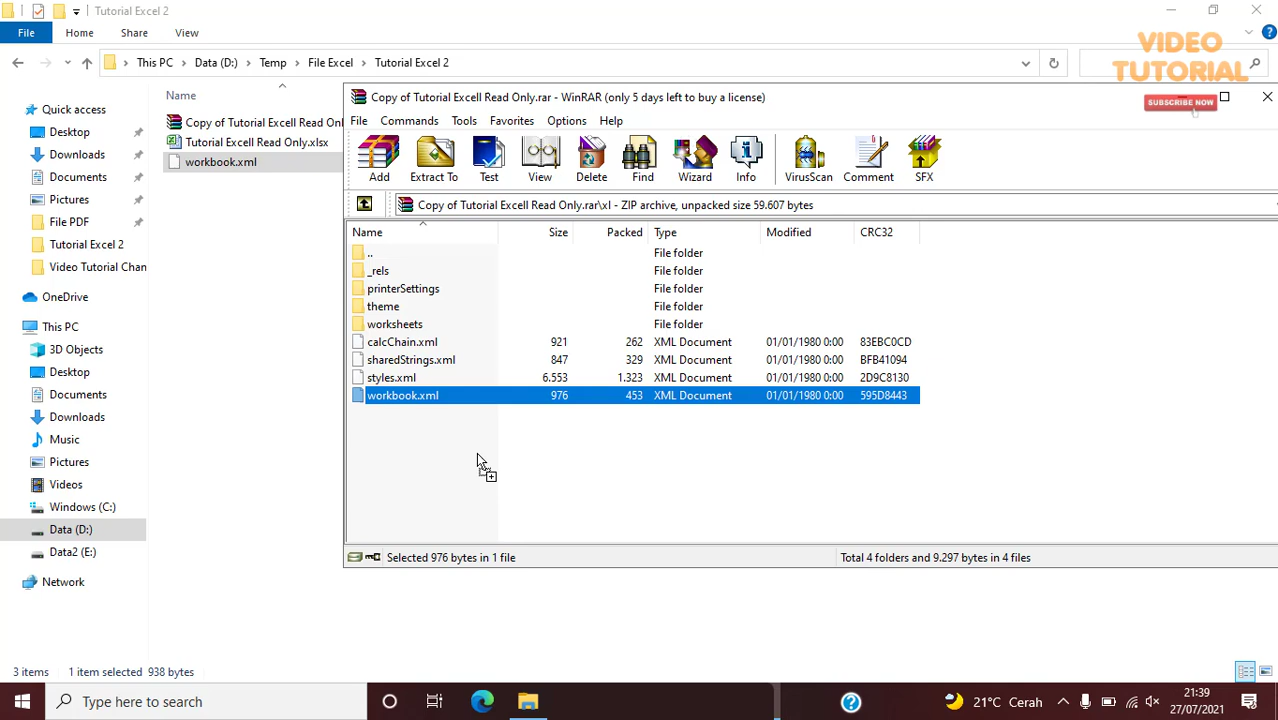 Tutorial Excel 2
File Home Share View
This PC Data (D:) Temp File Excel Tutorial Excel 2
VIDEO
TUTORIAL
SUBSCRIBE NOW
Quick access
Desktop
Downloads
Documents
Pictures
File PDF
Tutorial Excel 2
Video Tutorial Chan
OneDrive
This PC
3D Objects
Desktop
Documents
Downloads
Music
Pictures
Videos
Windows (C:)
Data (D:)
Data2 (E:)
Network
Name
Copy of Tutorial Excell Read Onl
Tutorial Excell Read Only.xlsx
workbook.xml
Copy of Tutorial Excell Read Only.rar - WinRAR (only 5 days left to buy a license)
File Commands Tools Favorites Options Help
Add Extract To Test View Delete Find Wizard Info VirusScan Comment SFX
Copy of Tutorial Excell Read Only.rar\xl - ZIP archive, unpacked size 59.607 bytes
Name Size Packed Type Modified CRC32
.. File folder
_rels File folder
printerSettings File folder
theme File folder
worksheets File folder
calcChain.xml 921 262 XML Document 01/01/1980 0:00 83EBC0CD
sharedStrings.xml 847 329 XML Document 01/01/1980 0:00 BFB41094
styles.xml 6.553 1.323 XML Document 01/01/1980 0:00 2D9C8130
workbook.xml 976 453 XML Document 01/01/1980 0:00 595D8443
Selected 976 bytes in 1 file
Total 4 folders and 9.297 bytes in 4 files
3 items 1 item selected 938 bytes
Type here to search
21°C Cerah
21:39
27/07/2021